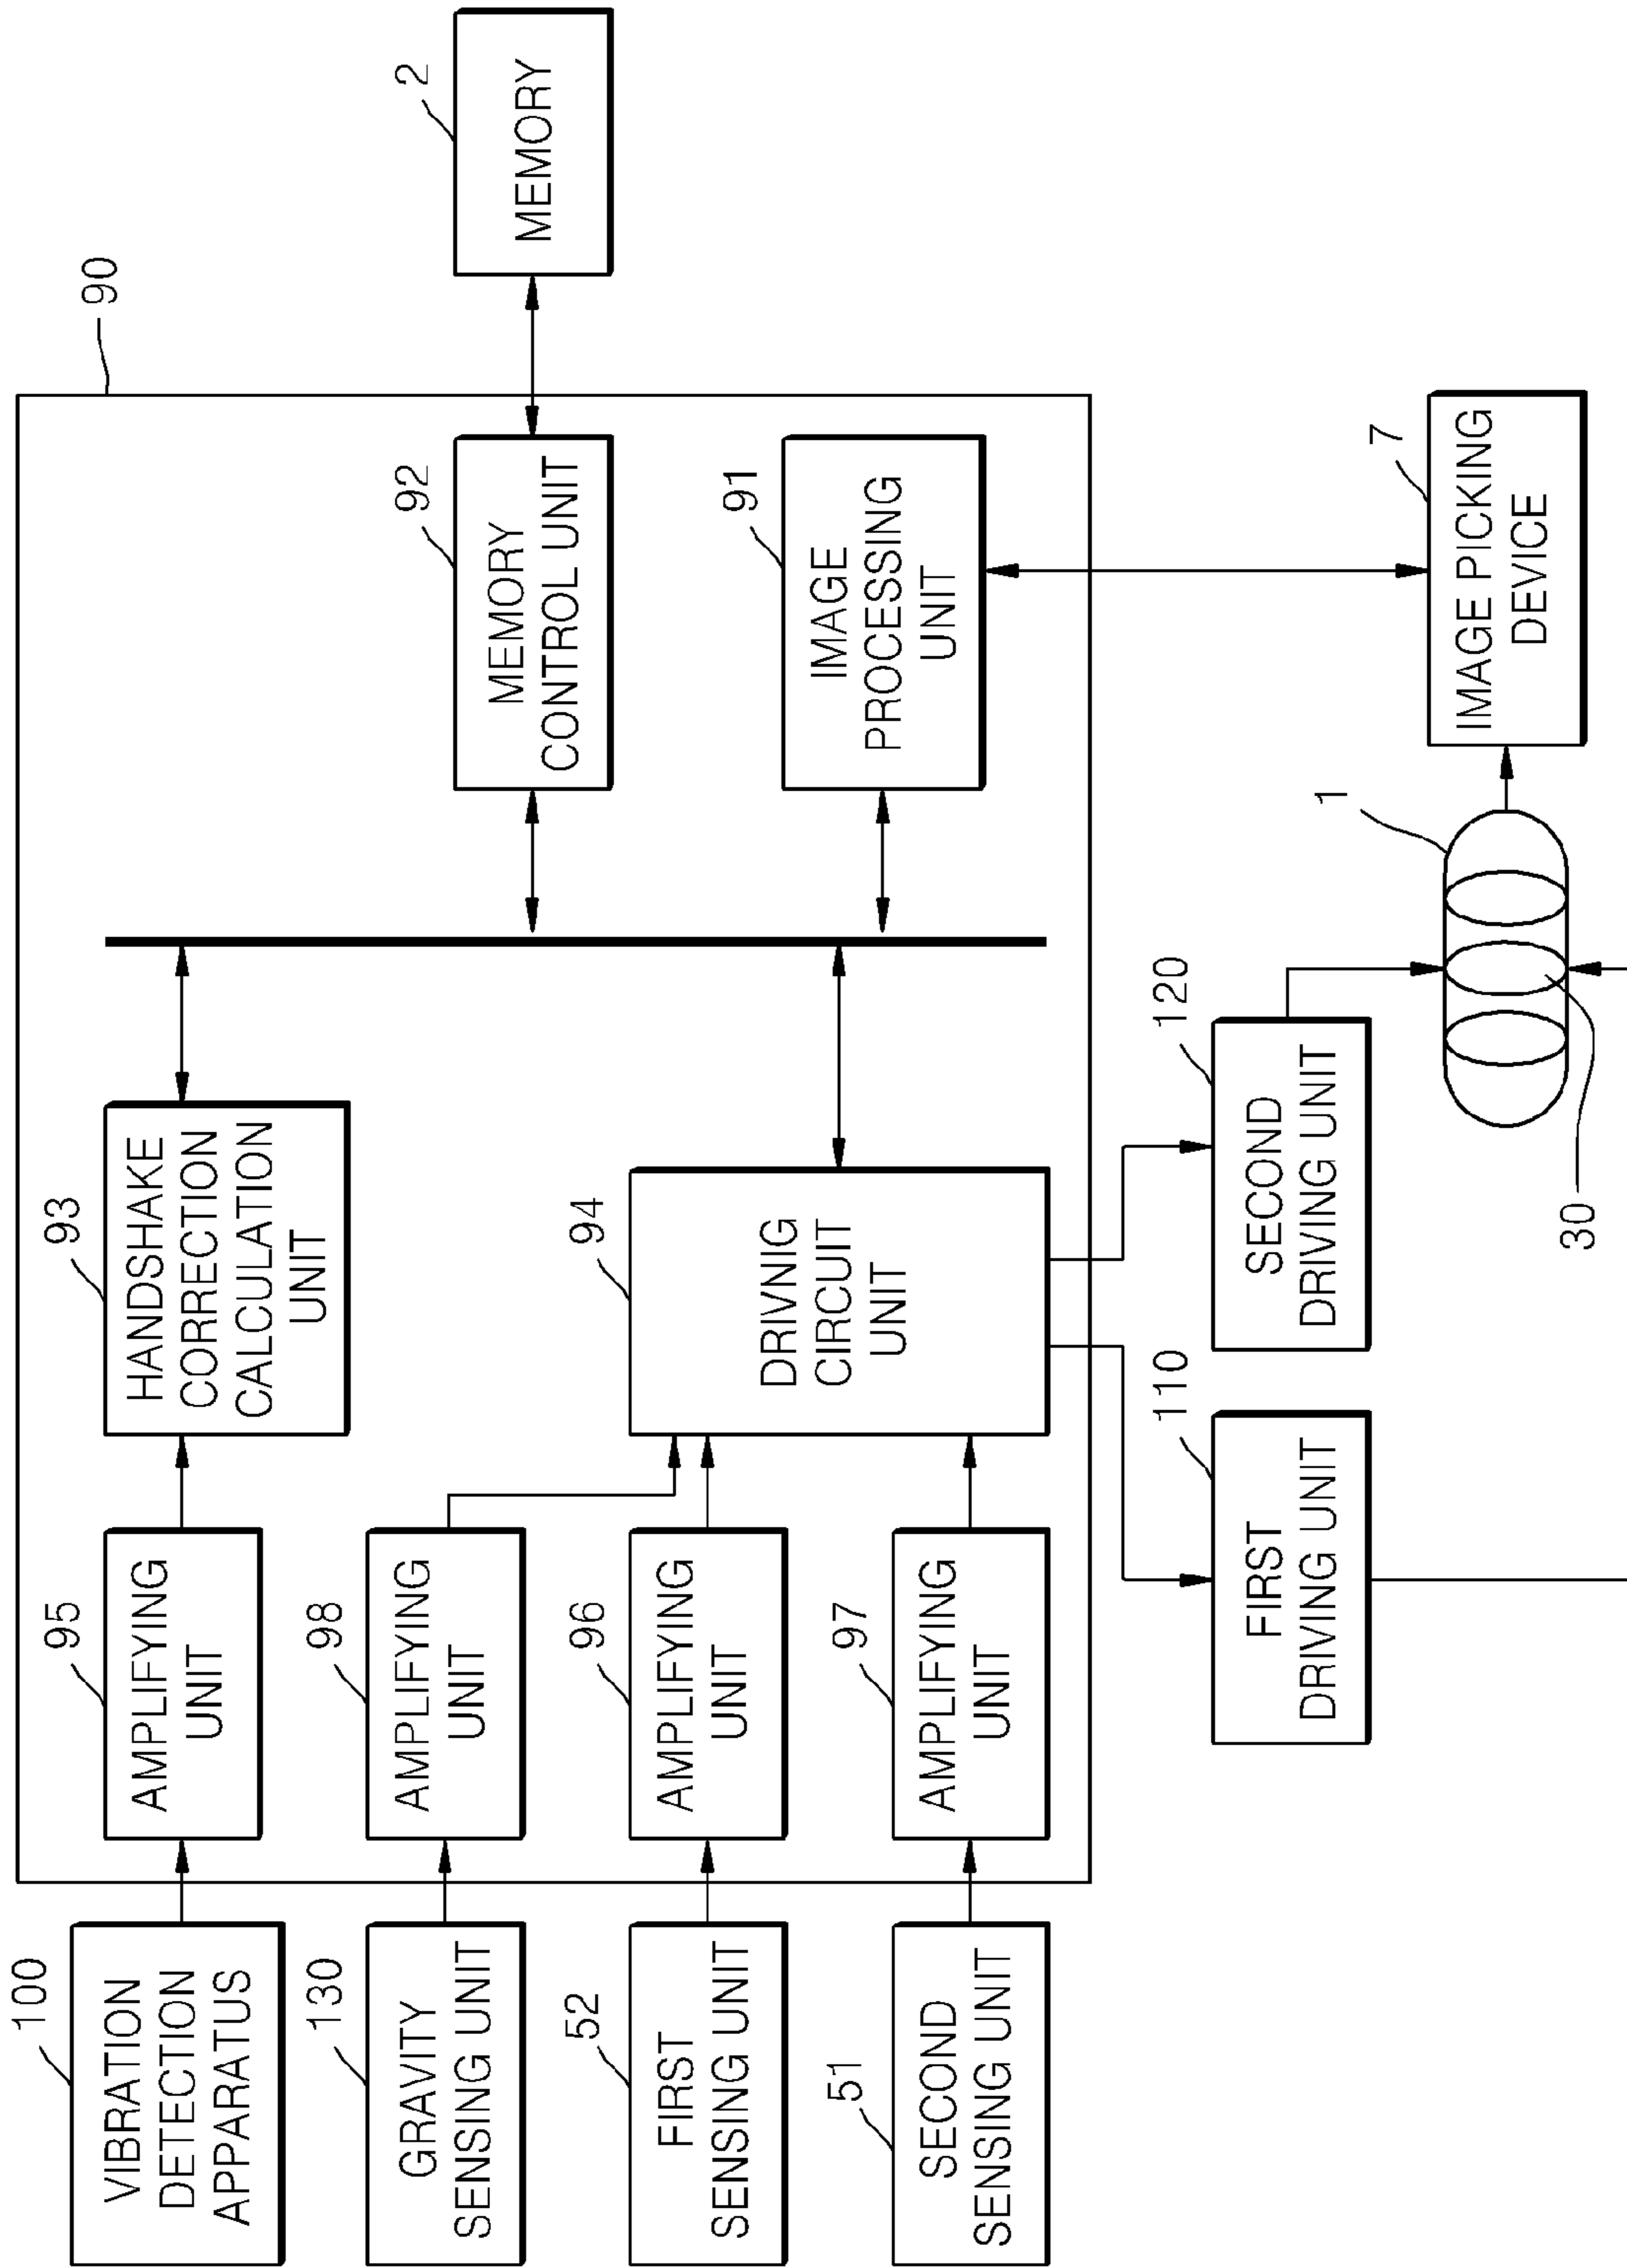 90
100
VIBRATION
DETECTION
APPARATUS
95
AMPLIFYING
UNIT
93
HANDSHAKE
CORRECTION
CALCULATION
UNIT
130
GRAVITY
SENSING UNIT
98
AMPLIFYING
UNIT
92
MEMORY
CONTROL UNIT
2
MEMORY
52
FIRST
SENSING UNIT
96
AMPLIFYING
UNIT
94
DRIVING
CIRCUIT
UNIT
91
IMAGE
PROCESSING
UNIT
51
SECOND
SENSING UNIT
97
AMPLIFYING
UNIT
110
FIRST
DRIVING UNIT
120
SECOND
DRIVING UNIT
1
30
7
IMAGE PICKING
DEVICE